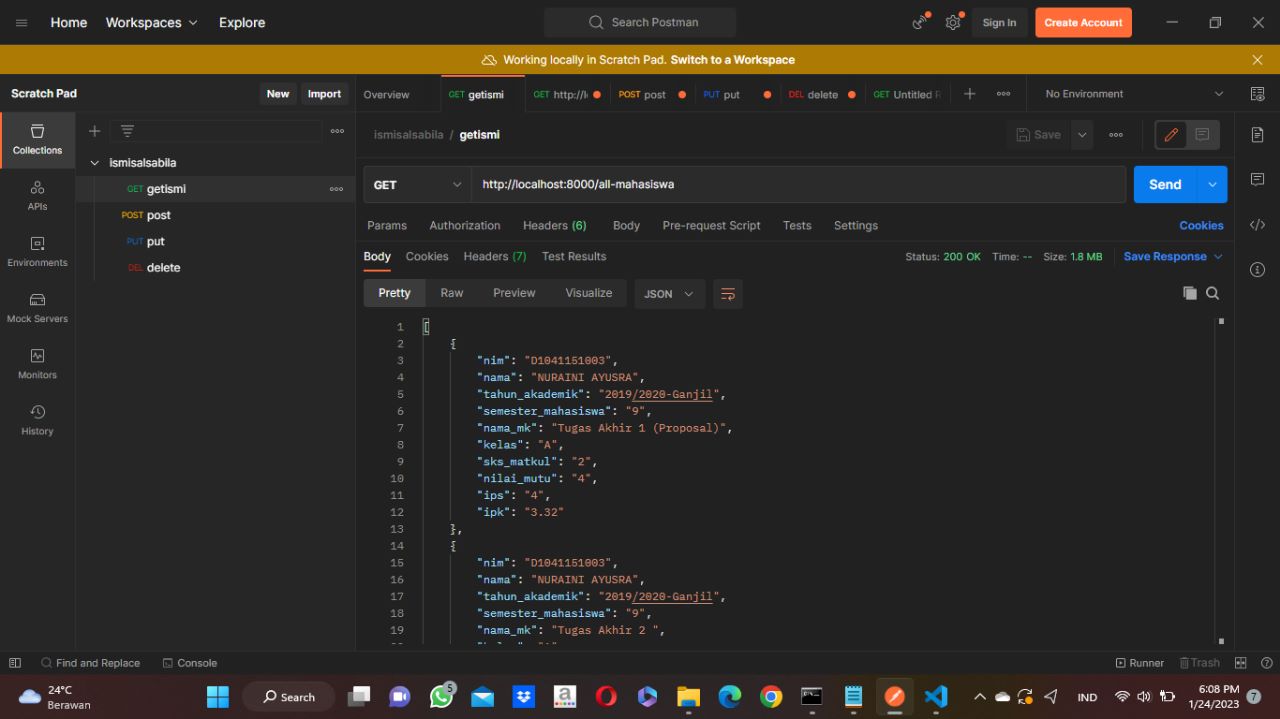 Home Workspaces Explore Search Postman Sign In Create Account
Working locally in Scratch Pad. Switch to a Workspace
Scratch Pad New Import
Overview GET getismi GET http:// POST post PUT put DEL delete GET Untitled No Environment
Collections
APIs
Environments
Mock Servers
Monitors
History
ismisalsabila
GET getismi
POST post
PUT put
DEL delete
ismisalsabila / getismi Save
GET http://localhost:8000/all-mahasiswa Send
Params Authorization Headers (6) Body Pre-request Script Tests Settings Cookies
Body Cookies Headers (7) Test Results Status: 200 OK Time: -- Size: 1.8 MB Save Response
Pretty Raw Preview Visualize JSON
1 [
2 {
3 "nim": "D1041151003",
4 "nama": "NURAINI AYUSRA",
5 "tahun_akademik": "2019/2020-Ganjil",
6 "semester_mahasiswa": "9",
7 "nama_mk": "Tugas Akhir 1 (Proposal)",
8 "kelas": "A",
9 "sks_matkul": "2",
10 "nilai_mutu": "4",
11 "ips": "4",
12 "ipk": "3.32"
13 },
14 {
15 "nim": "D1041151003",
16 "nama": "NURAINI AYUSRA",
17 "tahun_akademik": "2019/2020-Ganjil",
18 "semester_mahasiswa": "9",
19 "nama_mk": "Tugas Akhir 2 ",
Find and Replace Console Runner Trash
24°C
Berawan
Search
5
a
IND
6:08 PM
1/24/2023
7